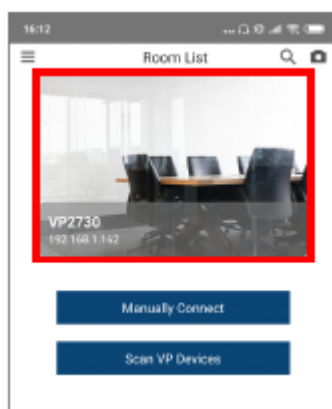 16:12
...
Room List
VP2730
192.168.1.162
Manually Connect
Scan VP Devices